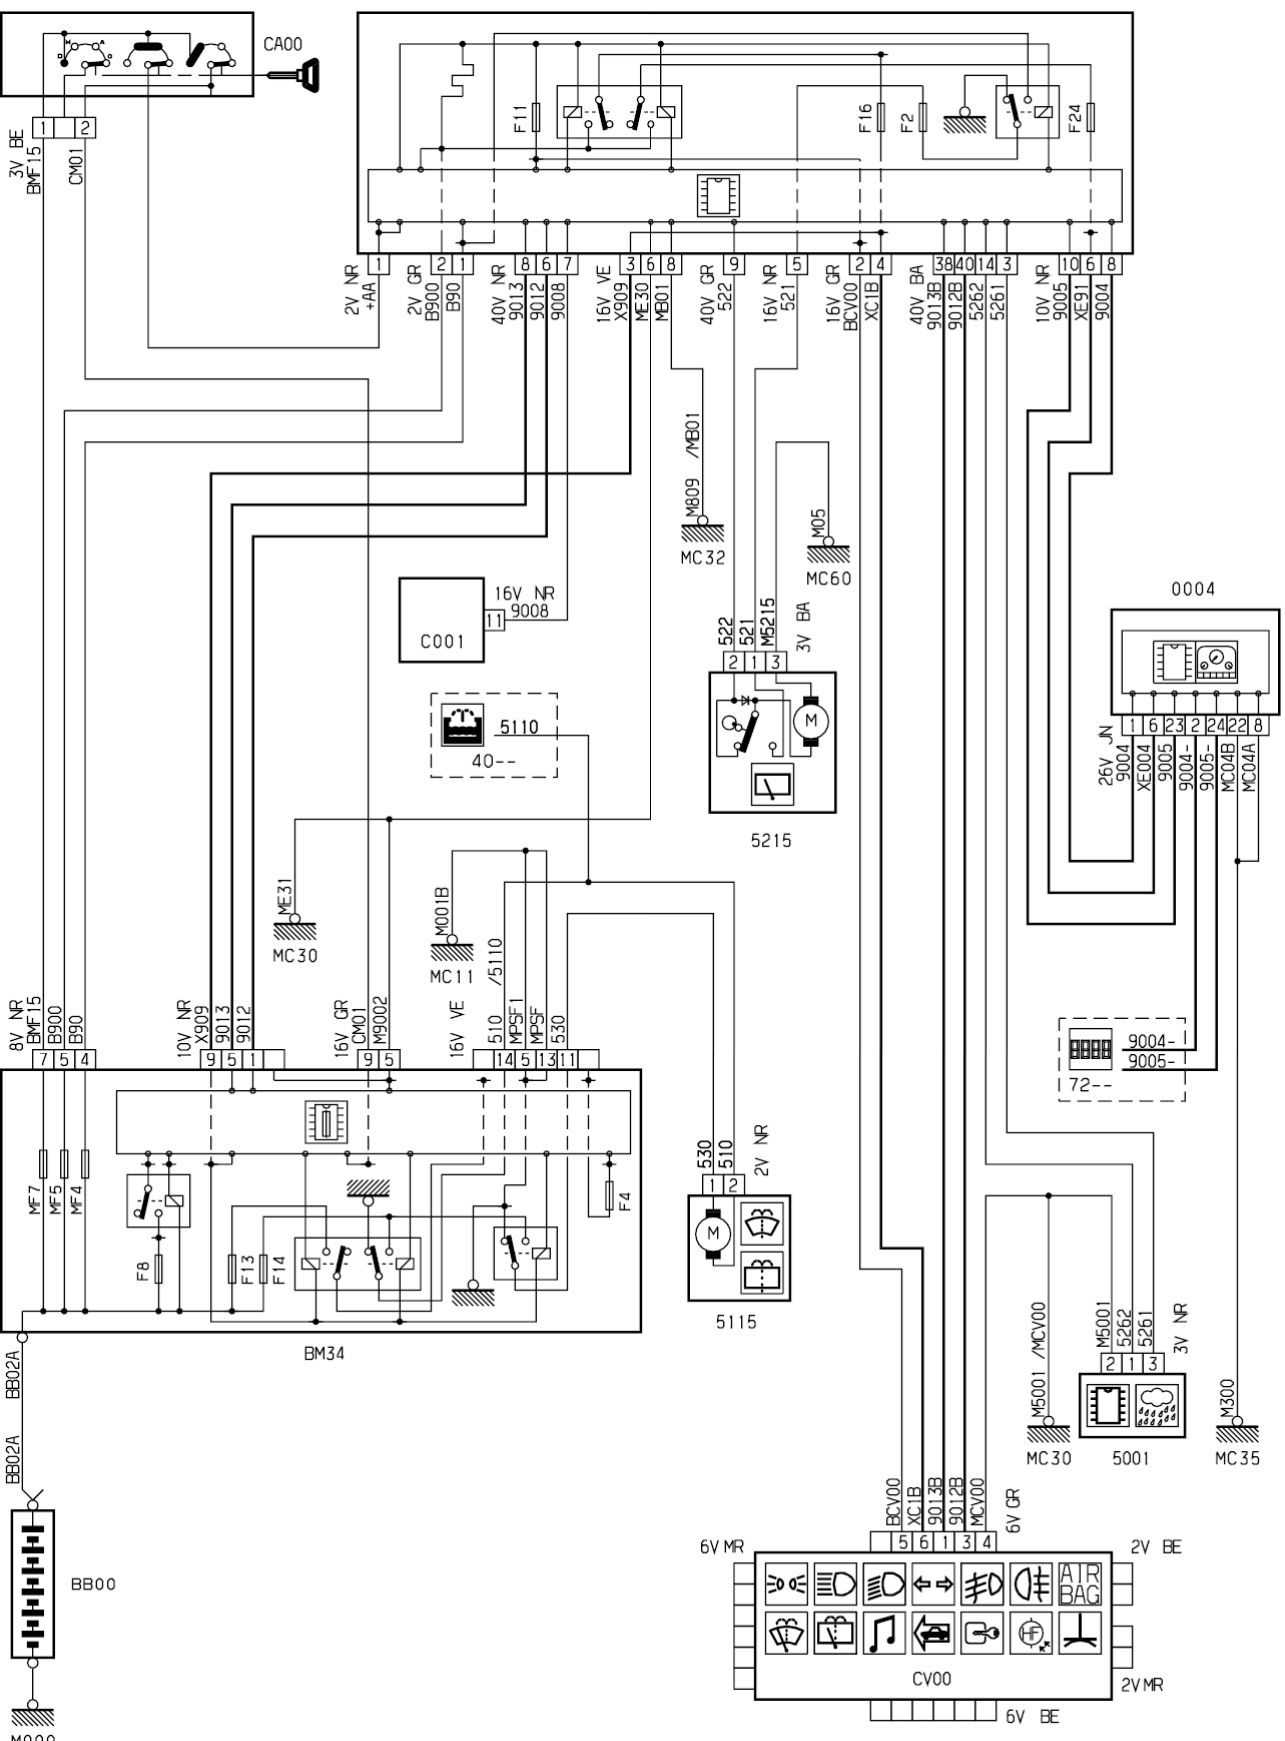 H A
D O
CA00
1 2
3V BE
BMF15
CM01
F11
F16
F2
F24
1 2 1 8 6 7 3 6 8 9 5 2 4 38 40 14 3 10 6 8
2V NR
+AA
2V GR
B900
B90
40V NR
9013
9012
9008
16V VE
X909
ME30
MB01
40V GR
522
16V NR
521
16V GR
BCV00
XC1B
40V BA
9013B
9012B
5262
5261
10V NR
9005
XE91
9004
M809 /MB01
MC32
M05
MC60
C001
11
16V NR
9008
5110
40--
522
521
M5215
3V BA
2 1 3
M
5215
0004
1 6 23 2 24 22 8
26V JN
9004
XE004
9005
9004-
9005-
MC04B
MC04A
ME31
MC30
M001B
MC11
8V NR
BMF15
B900
B90
10V NR
X909
9013
9012
16V GR
CM01
M9002
16V VE
510 /5110
MPSF1
MPSF
530
7 5 4 9 5 1 9 5 14 5 13 11
MF7
MF5
MF4
F8
F13
F14
F4
BM34
9004-
9005-
72--
530
510
2V NR
1 2
M
5115
BB02A
BB02A
BB00
M5001 /MCV00
MC30
M5001
5262
5261
3V NR
2 1 3
5001
M300
MC35
BCV00
XC1B
9013B
9012B
MCV00
6V GR
5 6 1 3 4
6V MR
2V BE
AIR
BAG
HF
CV00
2V MR
6V BE